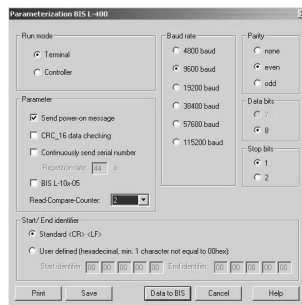 Parameterization BIS L-400
Run mode
Terminal
Controller
Parameter
Send power-on message
CRC_16 data checking
Continuously send serial number
Repetition rate: 44 x
BIS L-10x-05
Read-Compare-Counter: 2
Baud rate
4800 baud
9600 baud
19200 baud
38400 baud
57600 baud
115200 baud
Parity
none
even
odd
Data bits
7
8
Stop bits
1
2
Start/ End identifier
Standard <CR> <LF>
User defined (hexadecimal, min. 1 character not equal to 00hex):
Start identifier: 00 00 00 00 00 End identifier: 00 00 00 00 00
Print Save Data to BIS Cancel Help